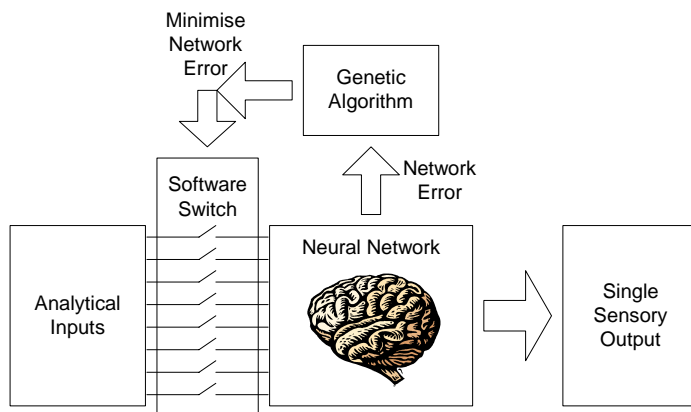 Minimise
Network
Error
Genetic
Algorithm
Network
Error
Software
Switch
Neural Network
Analytical
Inputs
Single
Sensory
Output